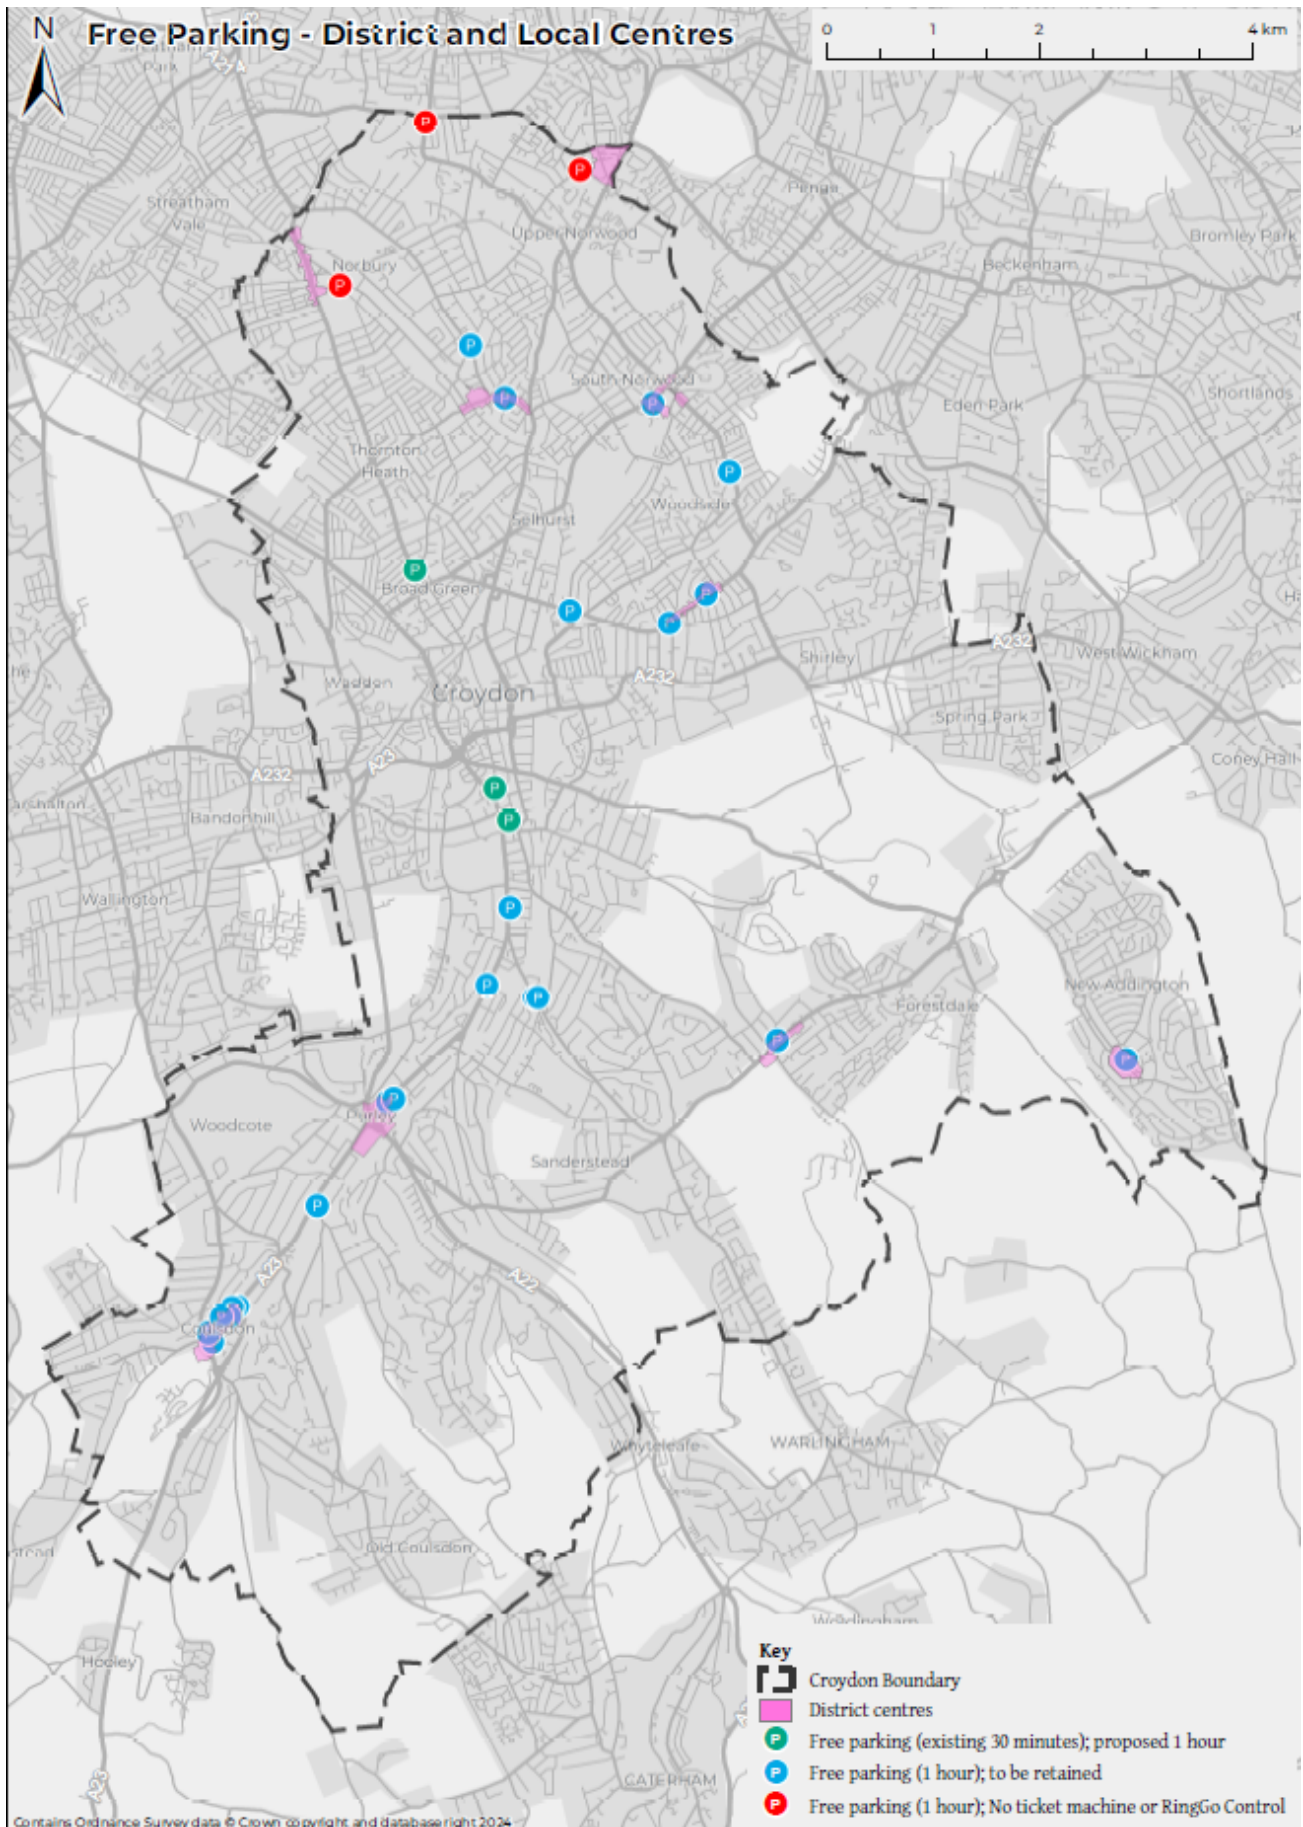 N
Free Parking - District and Local Centres
0 1 2 4 km
A214
Streatham
Vale
Norbury
Upper Norwood
Penge
Bromley Park
Beckenham
South Norwood
Shortlands
Eden Park
Thornton
Heath
Woodside
Selhurst
Broad Green
Shirley
A232
West Wickham
Waddon
Croydon
A232
Spring Park
A23
A232
Coney Hall
Bandonhill
Wallington
New Addington
Forestdale
Purley
Woodcote
Sanderstead
A23
A22
Coulsdon
Whyteleafe
WARLINGHAM
Old Coulsdon
Woldingham
Hooley
CATERHAM
A23
Key
Croydon Boundary
District centres
P Free parking (existing 30 minutes); proposed 1 hour
P Free parking (1 hour); to be retained
P Free parking (1 hour); No ticket machine or RingGo Control
Contains Ordnance Survey data © Crown copyright and database right 2024